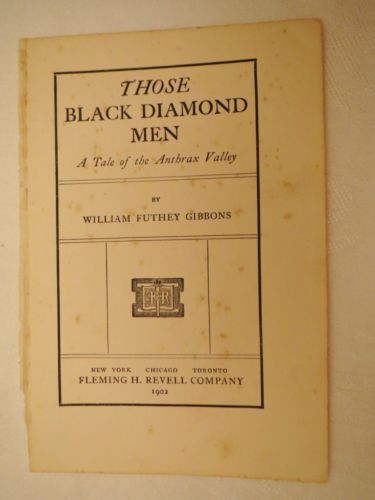 THOSE
BLACK DIAMOND
MEN
A Tale of the Anthrax Valley
BY
WILLIAM FUTHEY GIBBONS
NEW YORK CHICAGO TORONTO
FLEMING H. REVELL COMPANY
1902